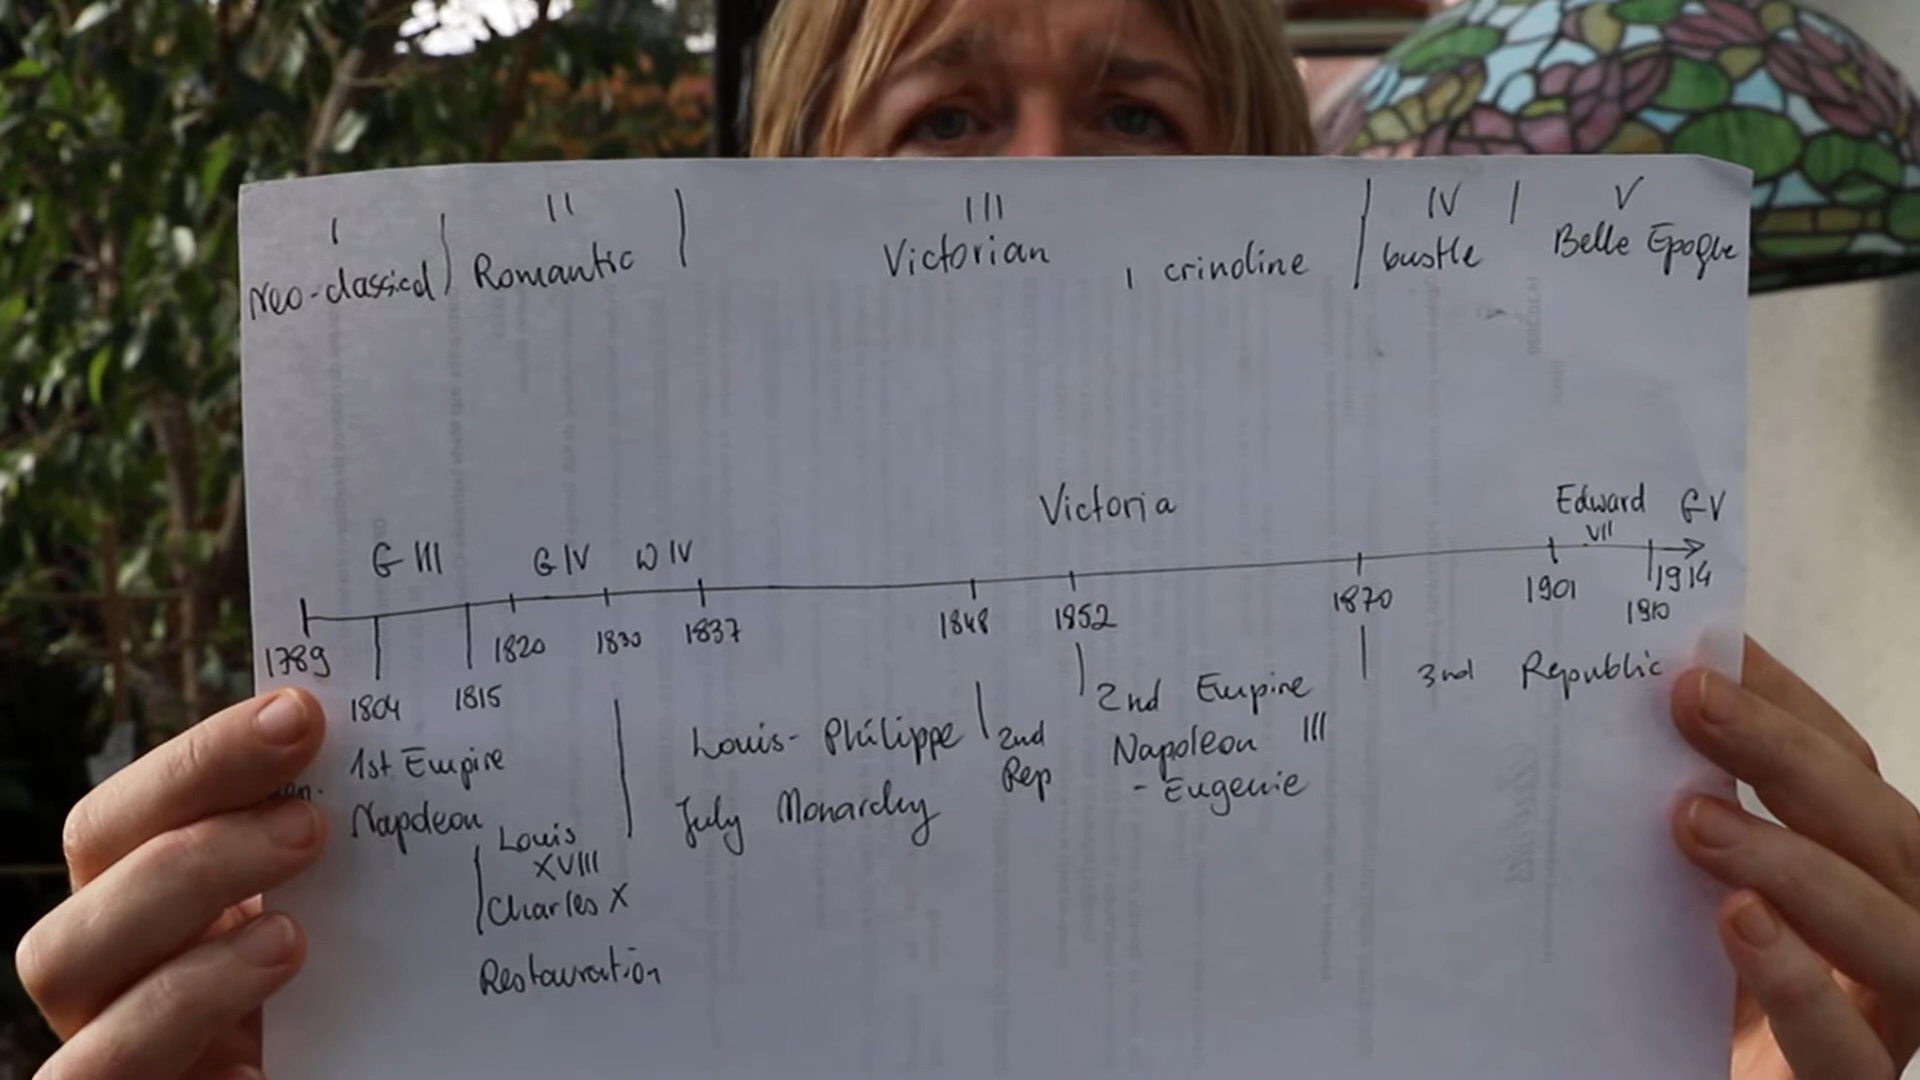 I II III IV V
Neo-classical Romantic Victorian crinoline bustle Belle Epoque
Victoria Edward VII G V
G III G IV W IV
1789 1804 1815 1820 1830 1837 1848 1852 1870 1901 1910 1914
1st Empire
Napoleon
Louis
XVIII
Charles X
Restauration
Louis-Philippe
July Monarchy
2nd
Rep
2nd Empire
Napoleon III
- Eugenie
3nd Republic